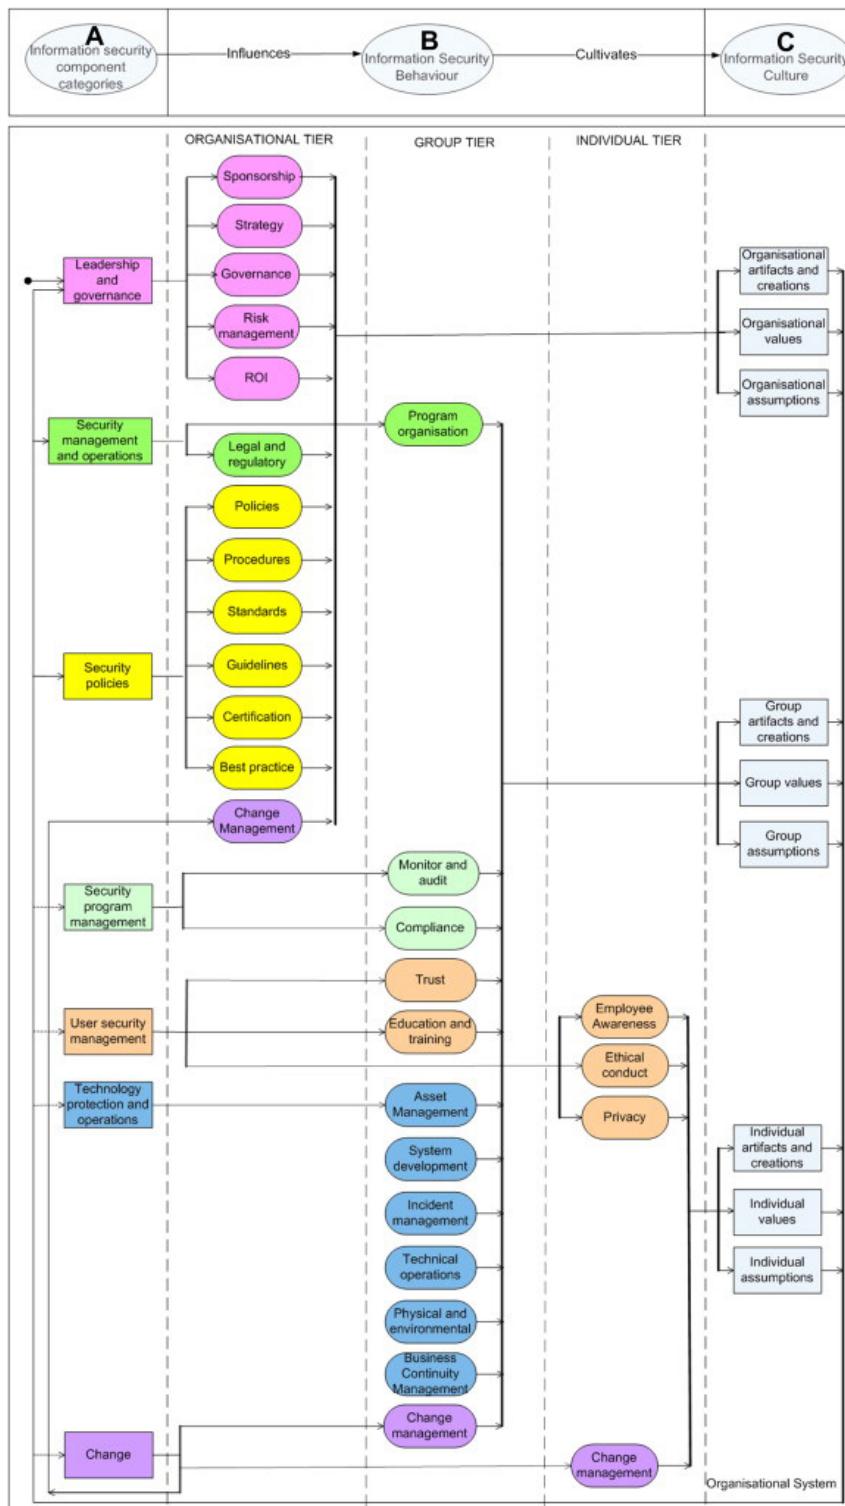 A
Information security
component
categories
Influences
B
Information Security
Behaviour
Cultivates
C
Information Security
Culture
ORGANISATIONAL TIER
GROUP TIER
INDIVIDUAL TIER
Sponsorship
Strategy
Leadership
and
governance
Governance
Risk
management
ROI
Organisational
artifacts and
creations
Organisational
values
Organisational
assumptions
Security
management
and operations
Program
organisation
Legal and
regulatory
Policies
Procedures
Standards
Security
policies
Guidelines
Certification
Best practice
Change
Management
Group
artifacts and
creations
Group values
Group
assumptions
Security
program
management
Monitor and
audit
Compliance
Trust
User security
management
Education and
training
Employee
Awareness
Ethical
conduct
Privacy
Technology
protection and
operations
Asset
Management
System
development
Incident
management
Technical
operations
Physical and
environmental
Business
Continuity
Management
Individual
artifacts and
creations
Individual
values
Individual
assumptions
Change
Change
management
Change
management
Organisational System